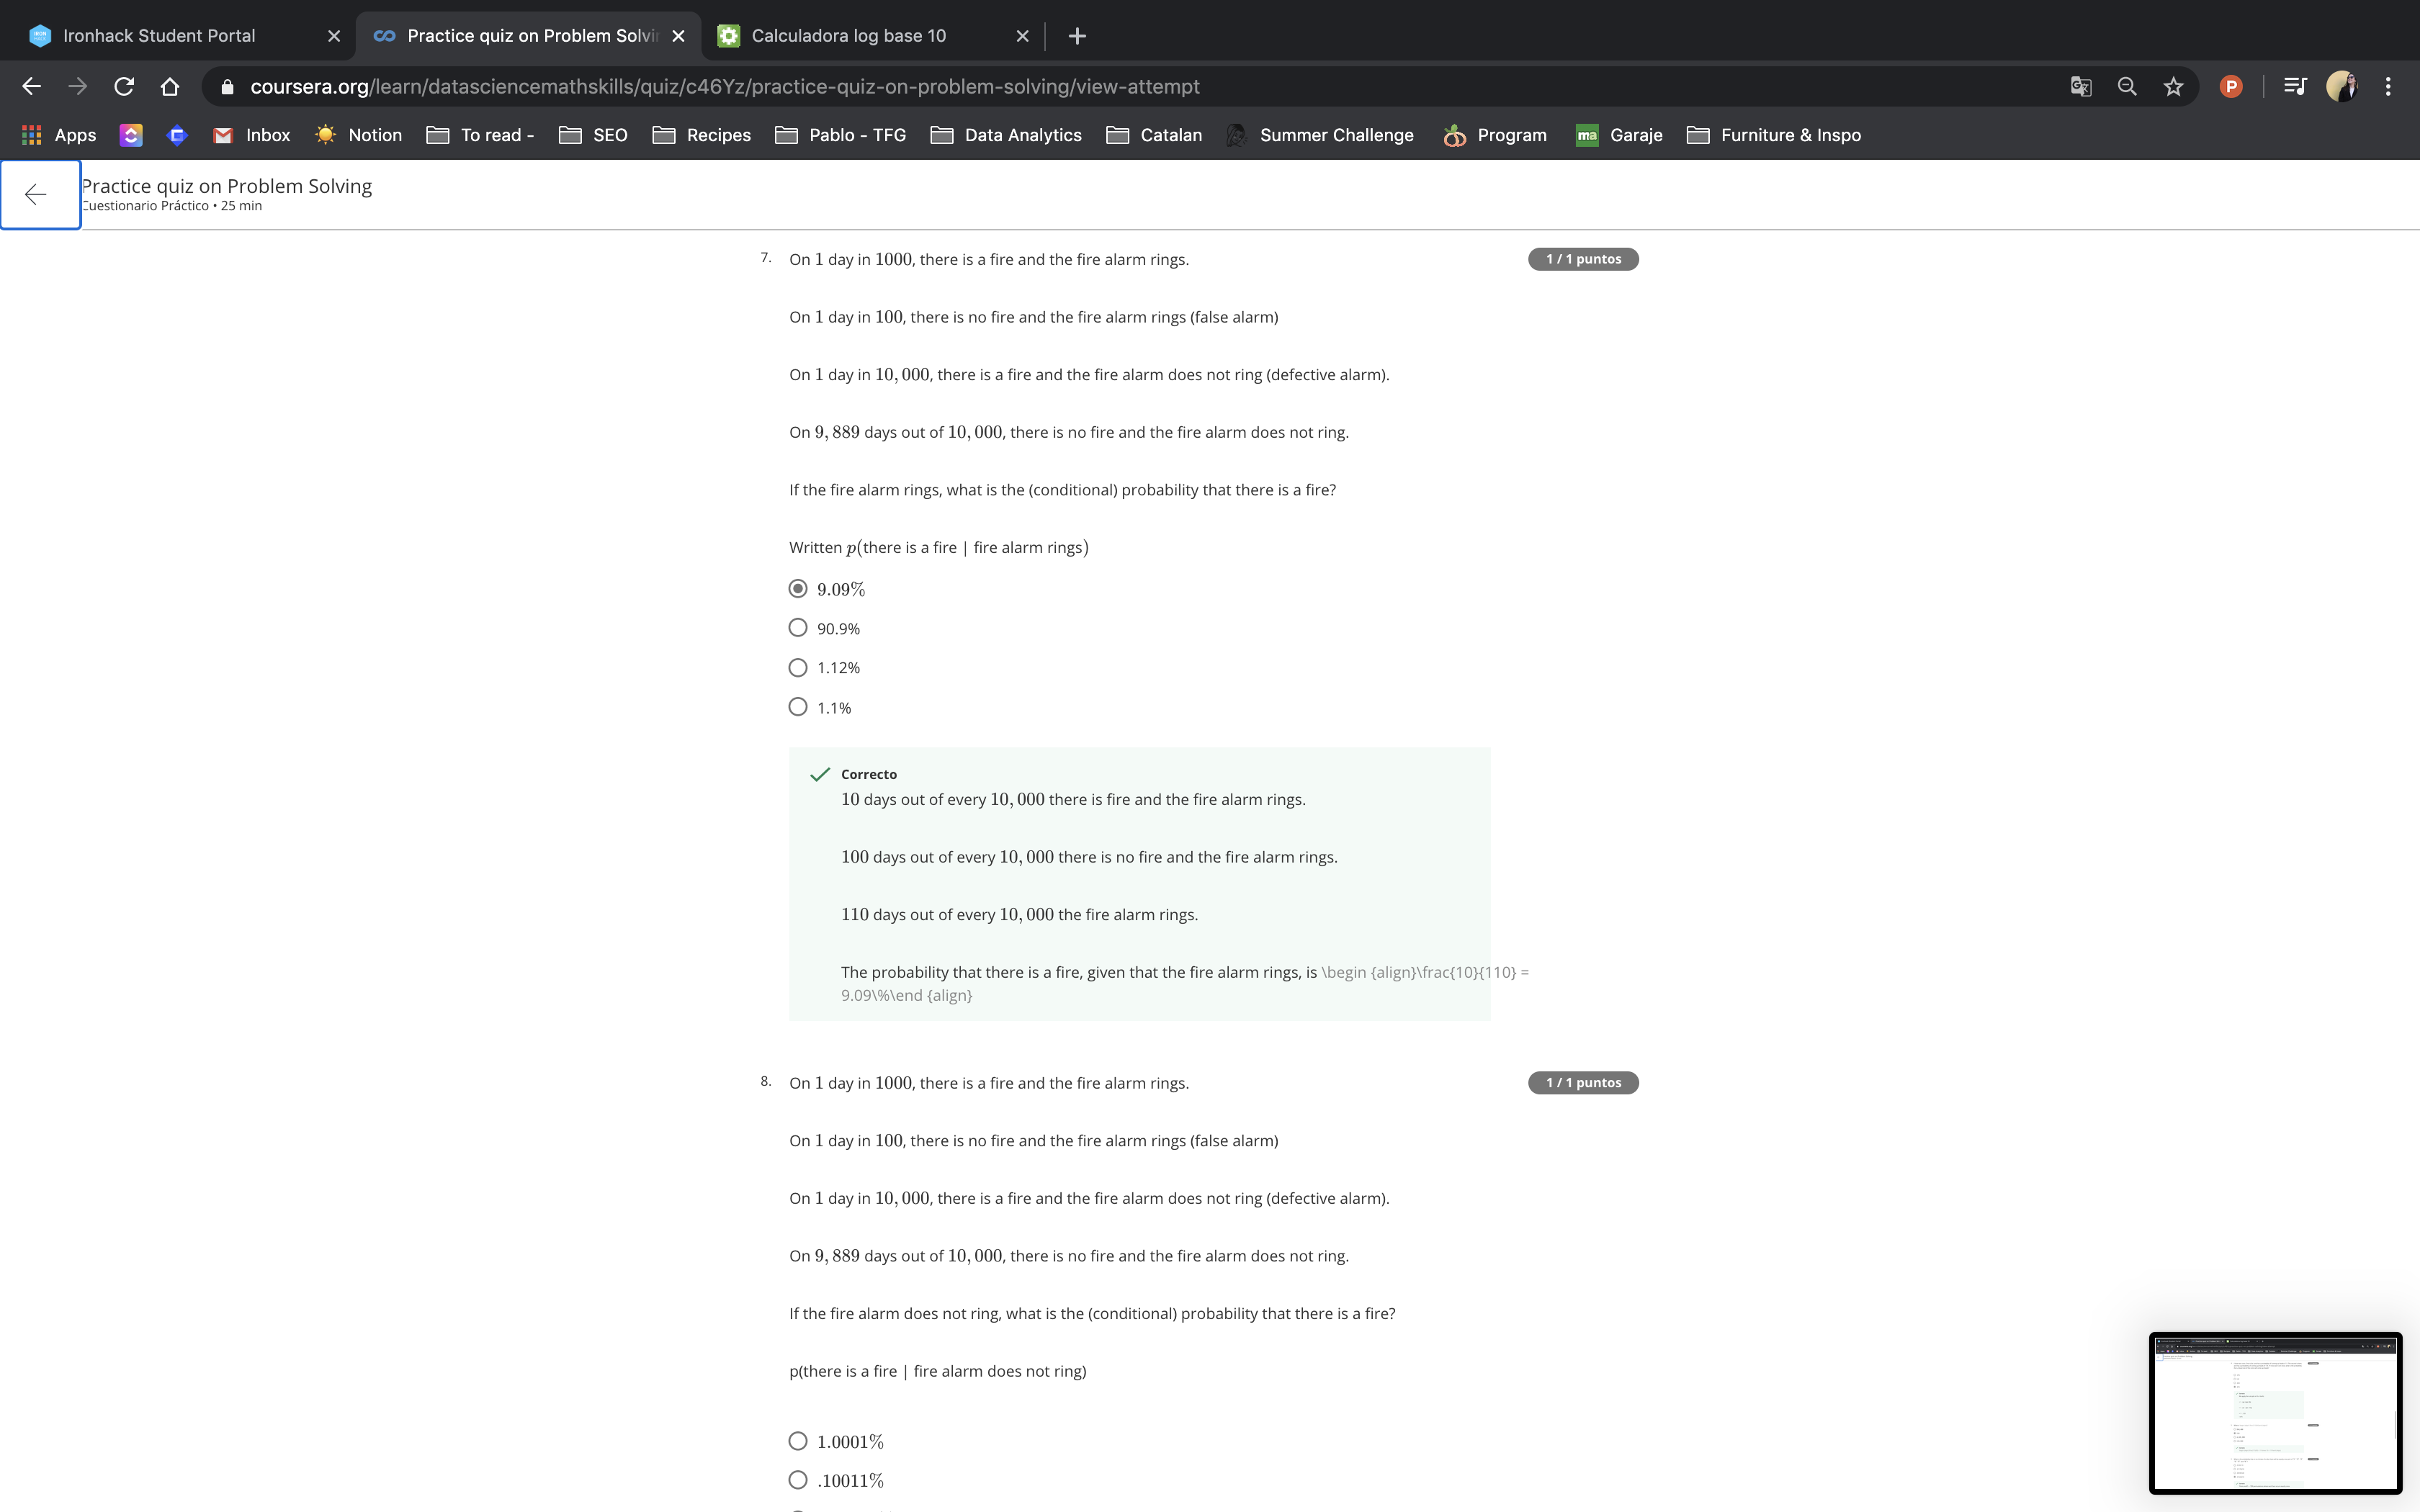 Ironhack Student Portal
Practice quiz on Problem Solvi
Calculadora log base 10
coursera.org/learn/datasciencemathskills/quiz/c46Yz/practice-quiz-on-problem-solving/view-attempt
P
Apps
Inbox
Notion
To read -
SEO
Recipes
Pablo - TFG
Data Analytics
Catalan
Summer Challenge
Program
ma
Garaje
Furniture & Inspo
Practice quiz on Problem Solving
Cuestionario Práctico • 25 min
7. On 1 day in 1000, there is a fire and the fire alarm rings.
1 / 1 puntos
On 1 day in 100, there is no fire and the fire alarm rings (false alarm)
On 1 day in 10, 000, there is a fire and the fire alarm does not ring (defective alarm).
On 9, 889 days out of 10, 000, there is no fire and the fire alarm does not ring.
If the fire alarm rings, what is the (conditional) probability that there is a fire?
Written p(there is a fire | fire alarm rings)
9.09%
90.9%
1.12%
1.1%
Correcto
10 days out of every 10, 000 there is fire and the fire alarm rings.
100 days out of every 10, 000 there is no fire and the fire alarm rings.
110 days out of every 10, 000 the fire alarm rings.
The probability that there is a fire, given that the fire alarm rings, is \begin {align}\frac{10}{110} =
9.09\%\end {align}
8. On 1 day in 1000, there is a fire and the fire alarm rings.
1 / 1 puntos
On 1 day in 100, there is no fire and the fire alarm rings (false alarm)
On 1 day in 10, 000, there is a fire and the fire alarm does not ring (defective alarm).
On 9, 889 days out of 10, 000, there is no fire and the fire alarm does not ring.
If the fire alarm does not ring, what is the (conditional) probability that there is a fire?
p(there is a fire | fire alarm does not ring)
1.0001%
.10011%